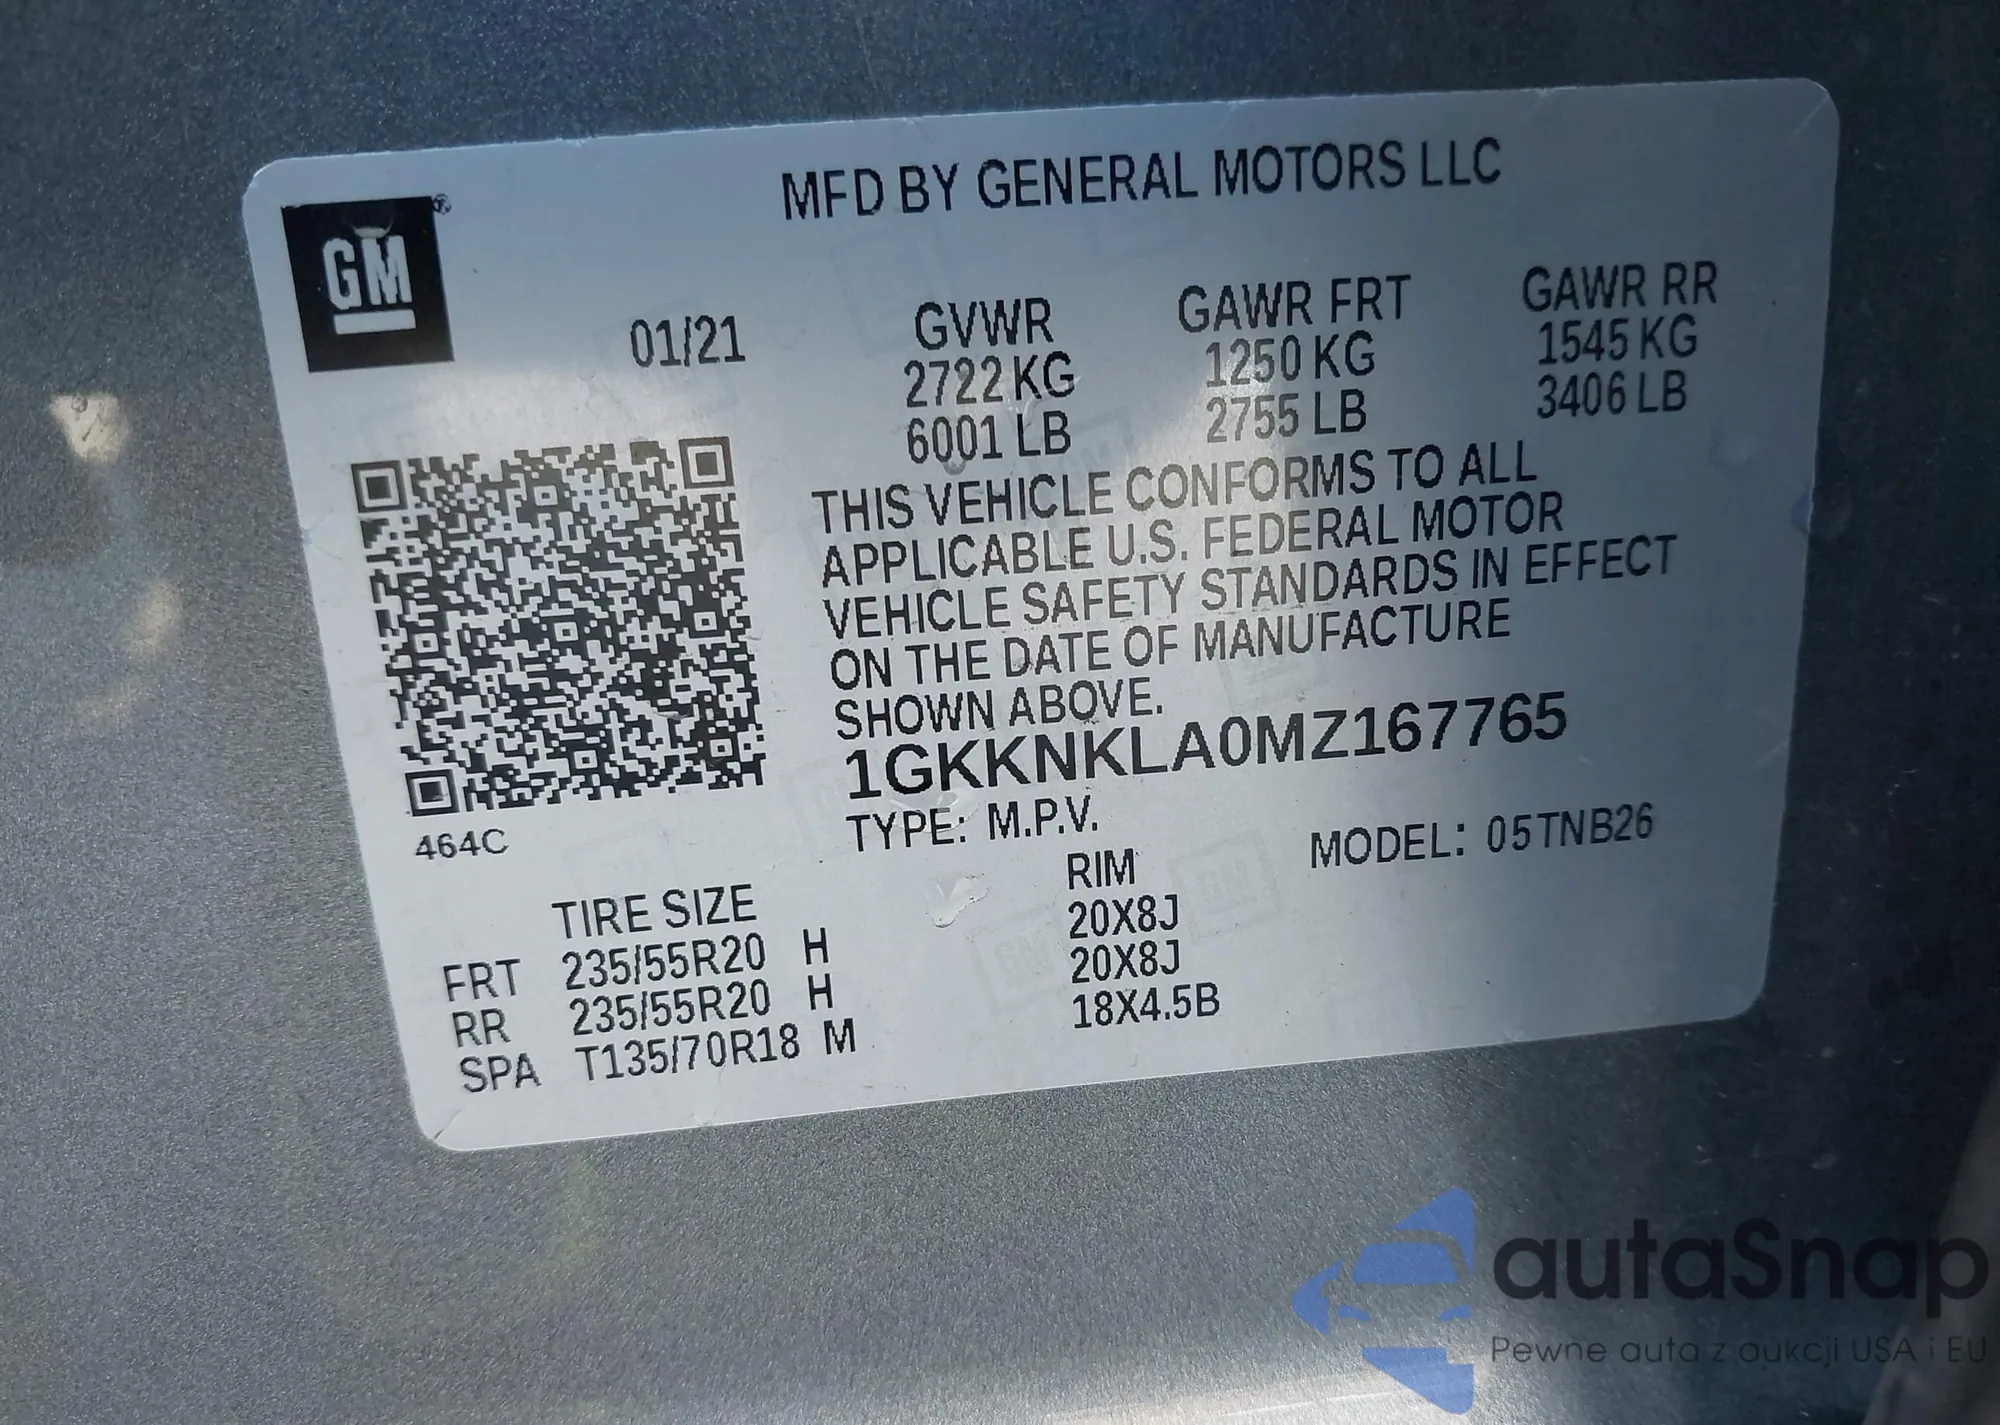 MFD BY GENERAL MOTORS LLC
GM®
01/21
GVWR GAWR FRT GAWR RR
2722 KG 1250 KG 1545 KG
6001 LB 2755 LB 3406 LB
THIS VEHICLE CONFORMS TO ALL
APPLICABLE U.S. FEDERAL MOTOR
VEHICLE SAFETY STANDARDS IN EFFECT
ON THE DATE OF MANUFACTURE
SHOWN ABOVE.
1GKKNKLA0MZ167765
464C
TYPE: M.P.V. MODEL: 05TNB26
TIRE SIZE RIM
FRT 235/55R20 H 20X8J
RR 235/55R20 H 20X8J
SPA T135/70R18 M 18X4.5B
autaSnap
Pewne auta z aukcji USA i EU